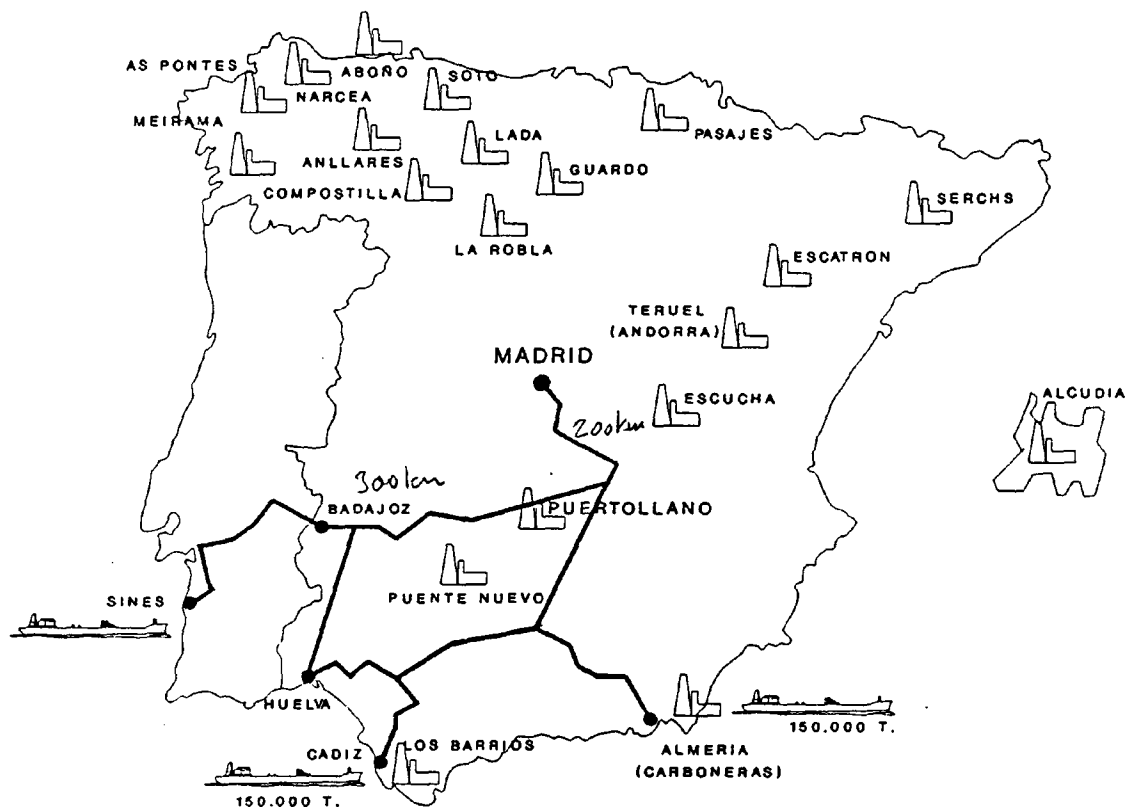 AS PONTES
ABOÑO
SOTO
NARCEA
MEIRAMA
PASAJES
LADA
ANLLARES
GUARDO
COMPOSTILLA
SERCHS
LA ROBLA
ESCATRON
TERUEL
(ANDORRA)
MADRID
ESCUCHA
ALCUDIA
200km
300km
BADAJOZ
PUERTOLLANO
SINES
PUENTE NUEVO
HUELVA
150.000 T.
CADIZ
LOS BARRIOS
ALMERIA
(CARBONERAS)
150.000 T.